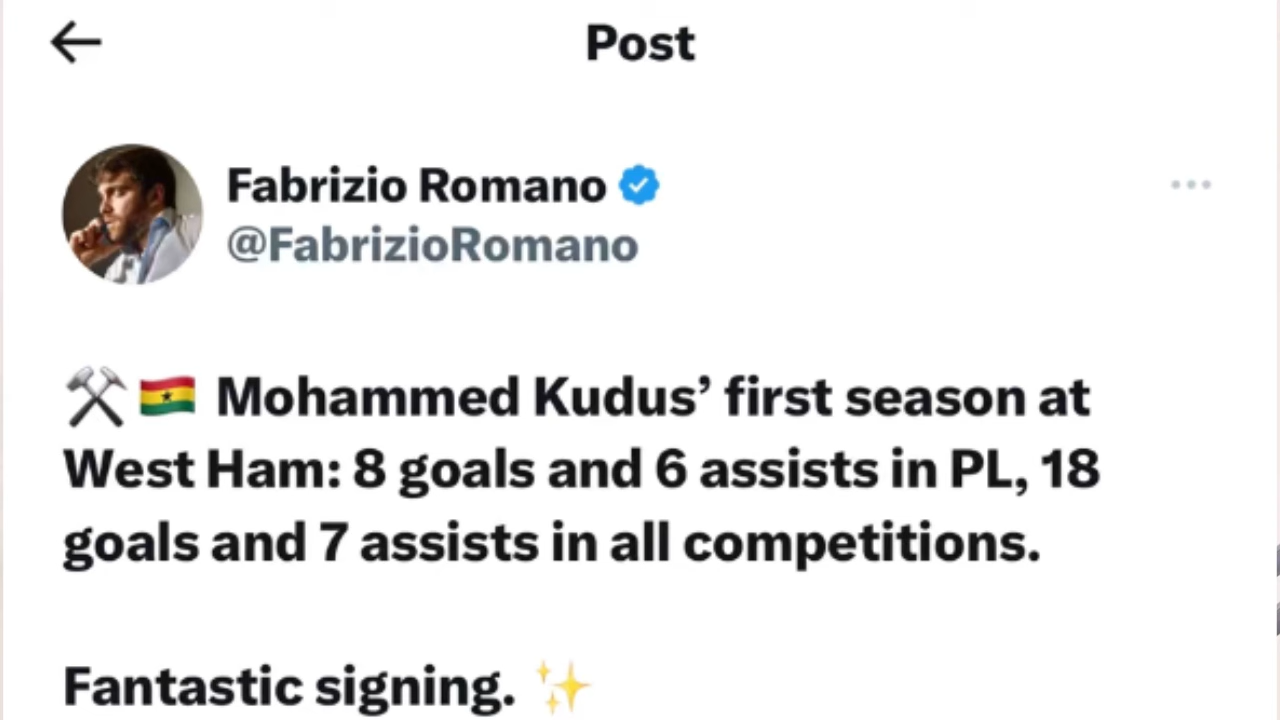 Post
Fabrizio Romano
@FabrizioRomano
⚒️🇬🇭 Mohammed Kudus’ first season at
West Ham: 8 goals and 6 assists in PL, 18
goals and 7 assists in all competitions.
Fantastic signing. ✨